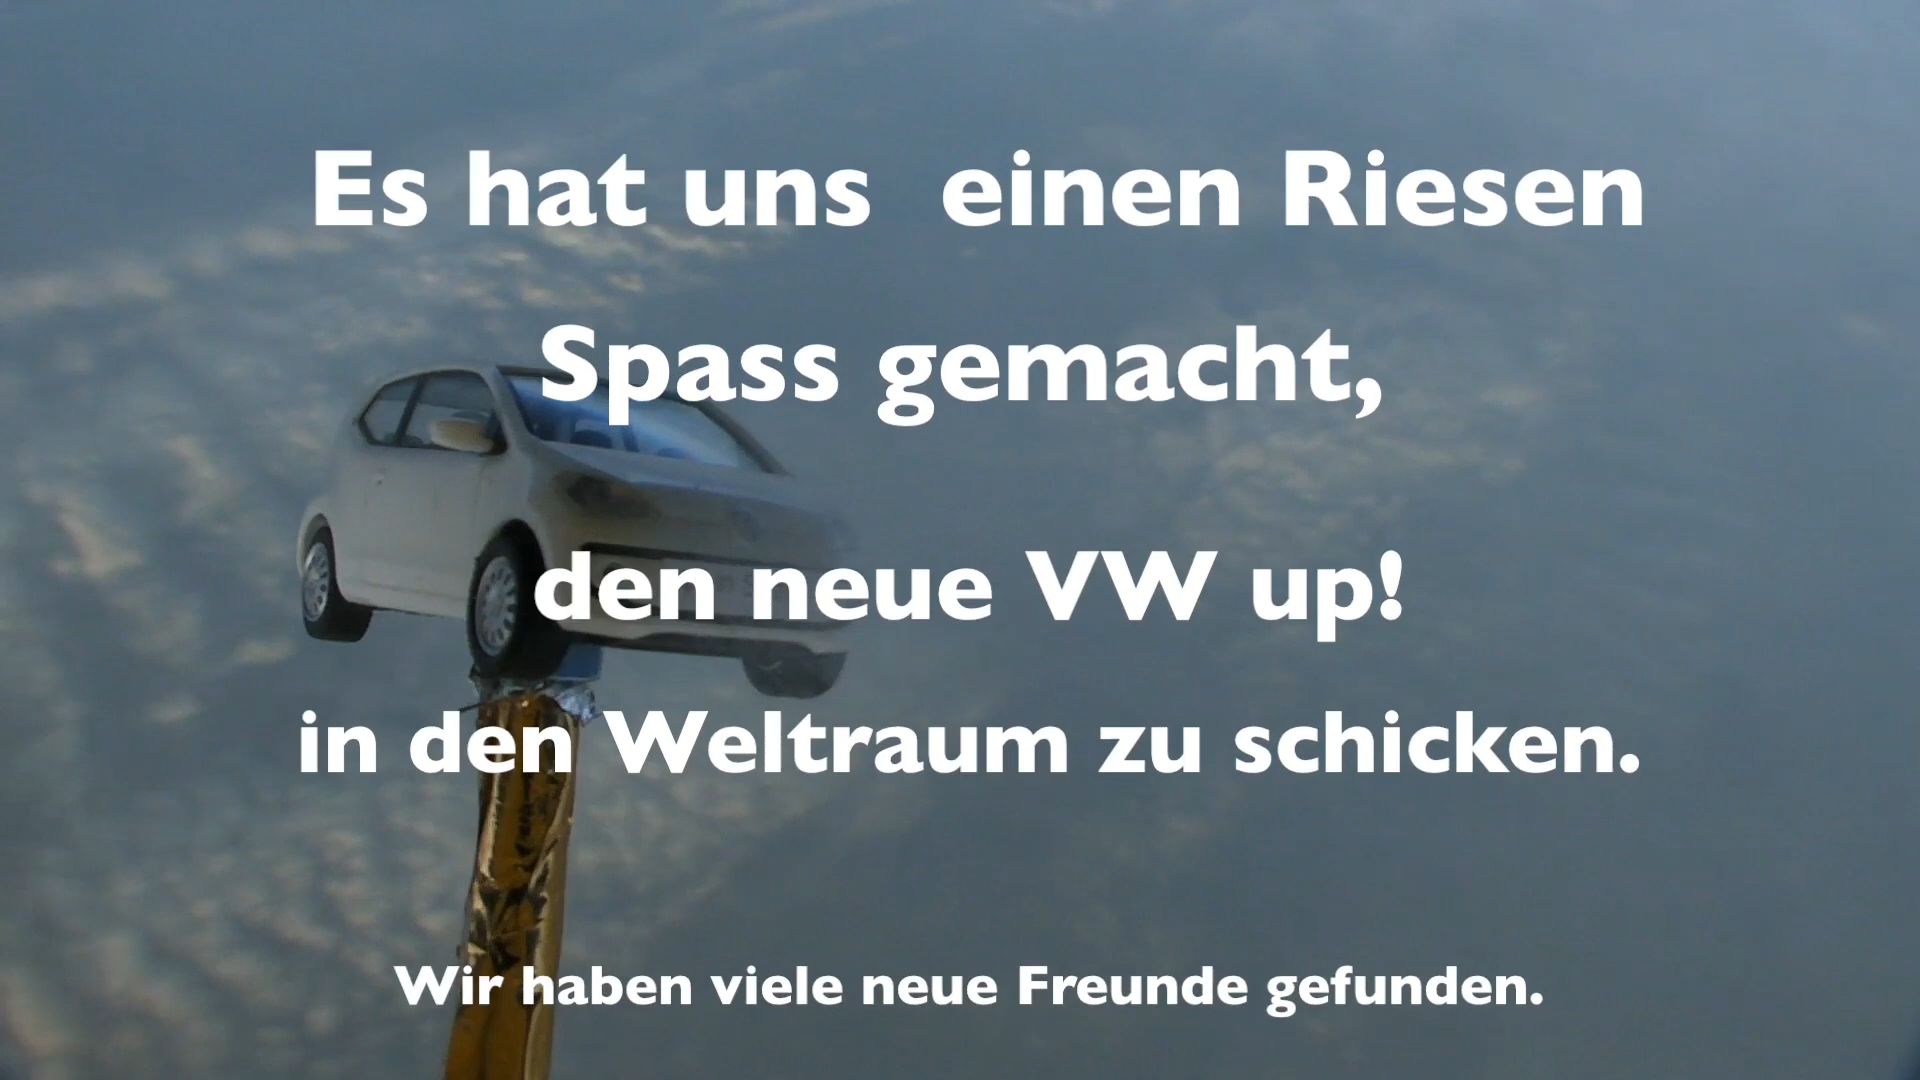 Es hat uns  einen Riesen
Spass gemacht,
den neue VW up!
in den Weltraum zu schicken.
Wir haben viele neue Freunde gefunden.